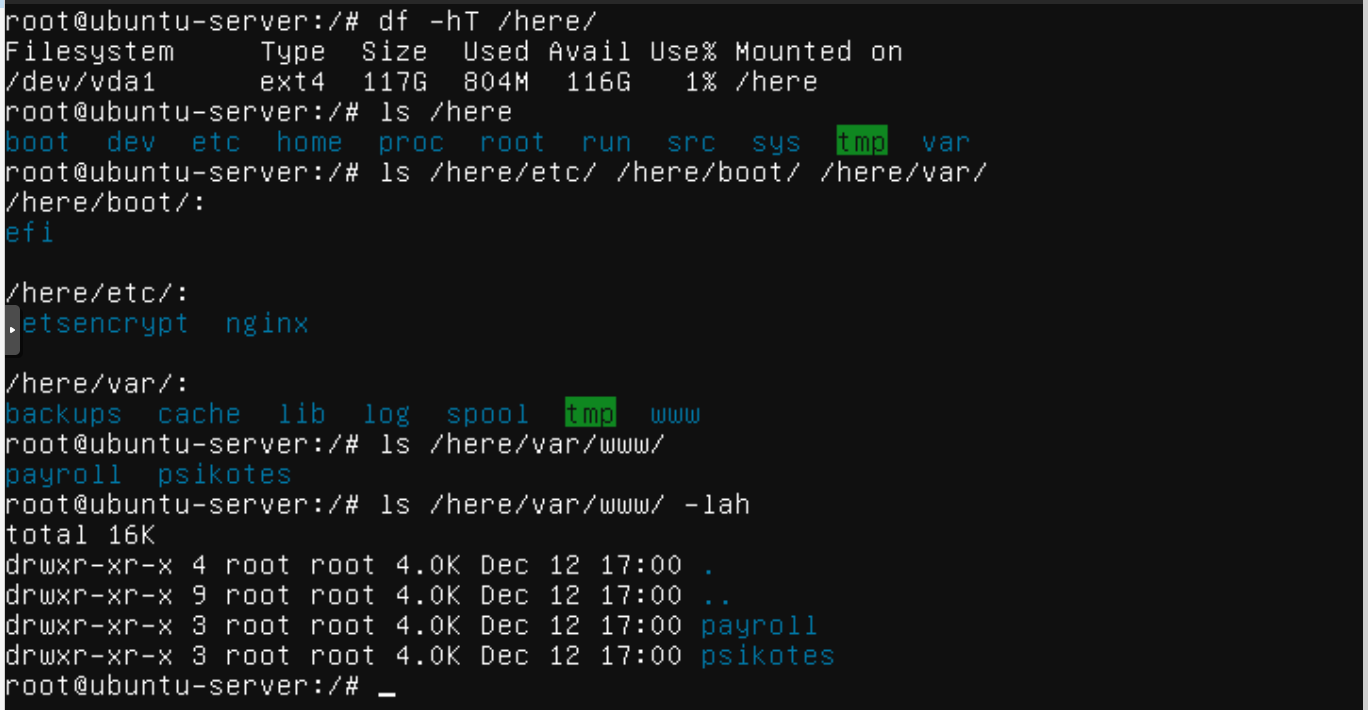 root@ubuntu-server:/# df -hT /here/
Filesystem     Type  Size  Used Avail Use% Mounted on
/dev/vda1      ext4  117G  804M  116G   1% /here
root@ubuntu-server:/# ls /here
boot  dev  etc  home  proc  root  run  src  sys  tmp  var
root@ubuntu-server:/# ls /here/etc/ /here/boot/ /here/var/
/here/boot/:
efi
/here/etc/:
etsencrypt  nginx
/here/var/:
backups  cache  lib  log  spool  tmp  www
root@ubuntu-server:/# ls /here/var/www/
payroll  psikotes
root@ubuntu-server:/# ls /here/var/www/ -lah
total 16K
drwxr-xr-x 4 root root 4.0K Dec 12 17:00 .
drwxr-xr-x 9 root root 4.0K Dec 12 17:00 ..
drwxr-xr-x 3 root root 4.0K Dec 12 17:00 payroll
drwxr-xr-x 3 root root 4.0K Dec 12 17:00 psikotes
root@ubuntu-server:/# _